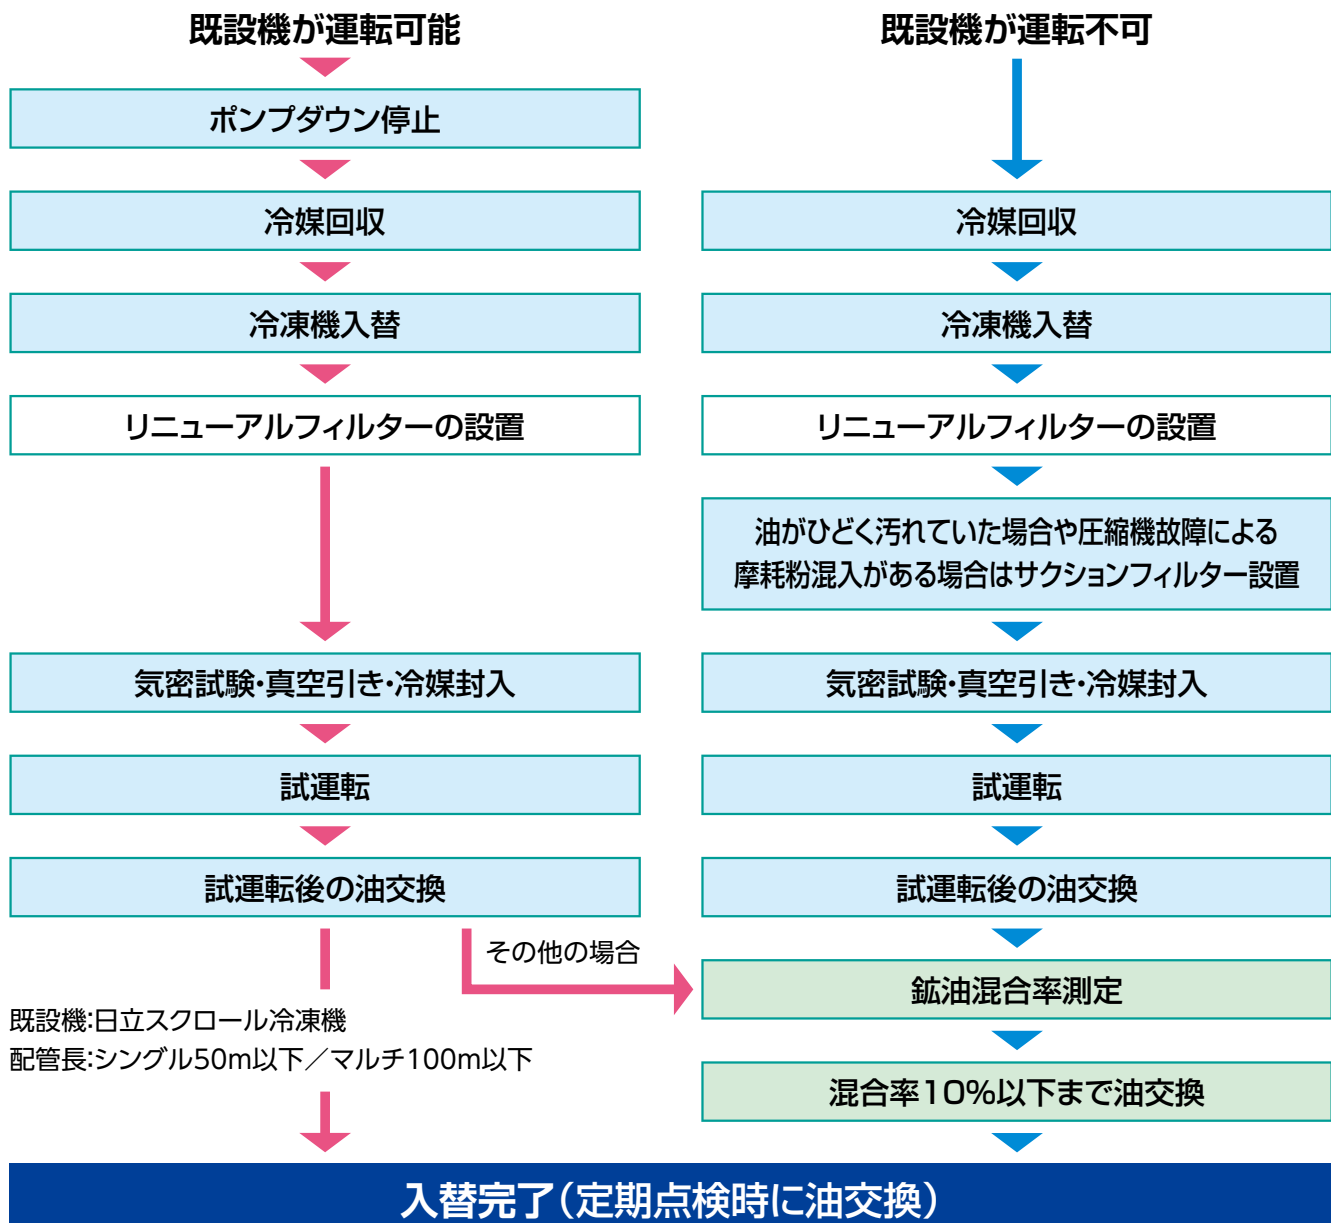 既設機が運転可能
ポンプダウン停止
冷媒回収
冷凍機入替
リニューアルフィルターの設置
気密試験・真空引き・冷媒封入
試運転
試運転後の油交換
その他の場合
既設機:日立スクロール冷凍機
配管長:シングル50m以下／マルチ100m以下
既設機が運転不可
冷媒回収
冷凍機入替
リニューアルフィルターの設置
油がひどく汚れていた場合や圧縮機故障による
摩耗粉混入がある場合はサクションフィルター設置
気密試験・真空引き・冷媒封入
試運転
試運転後の油交換
鉱油混合率測定
混合率10%以下まで油交換
入替完了（定期点検時に油交換）